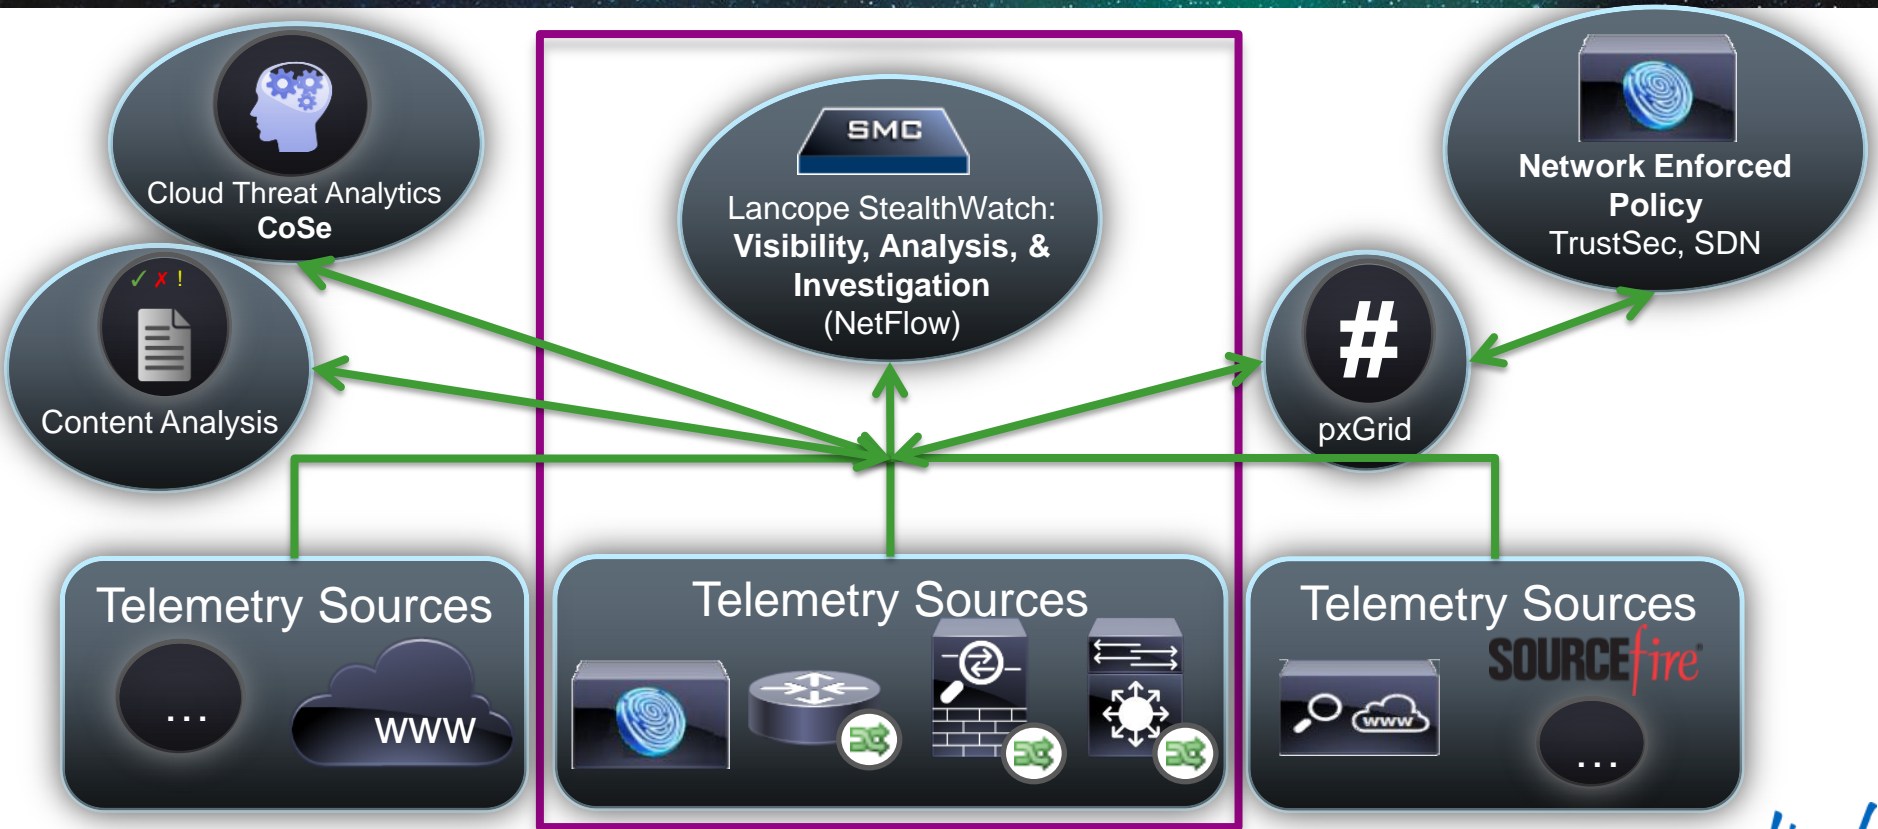 Cloud Threat Analytics
CoSe
✓ ✗ !
Content Analysis
SMC
Lancope StealthWatch:
Visibility, Analysis, &
Investigation
(NetFlow)
Network Enforced
Policy
TrustSec, SDN
#
pxGrid
Telemetry Sources
...
www
Telemetry Sources
Telemetry Sources
www
SOURCEfire®
...